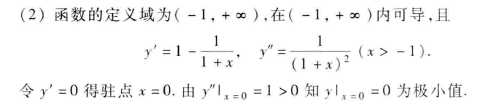 (2) 函数的定义域为(-1,+∞),在(-1,+∞)内可导,且
y′=1-\frac{1}{1+x}, y″=\frac{1}{(1+x)^2}(x>-1).
令 y′=0 得驻点 x=0. 由 y″|_{x=0}=1>0 知 y|_{x=0}=0 为极小值.